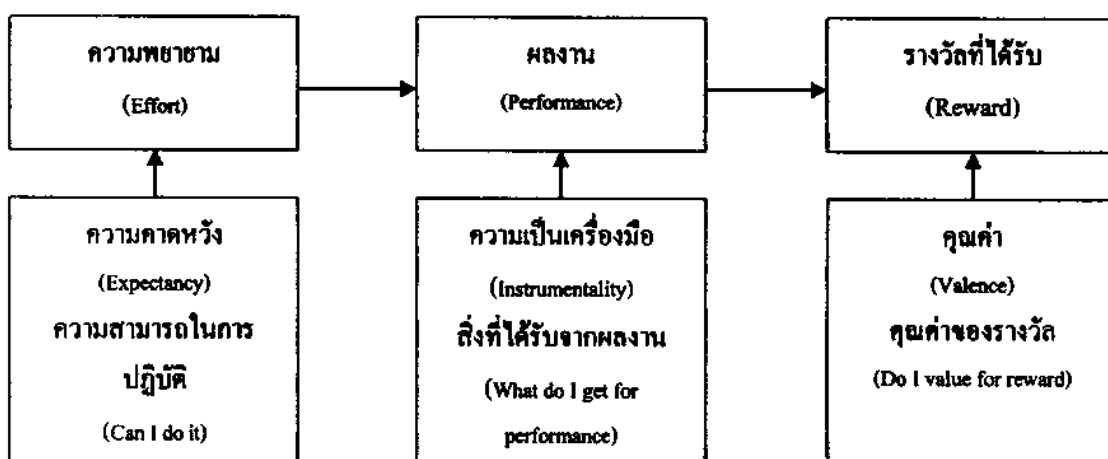 ความพยายาม
(Effort)
ผลงาน
(Performance)
รางวัลที่ได้รับ
(Reward)
ความคาดหวัง
(Expectancy)
ความสามารถในการ
ปฏิบัติ
(Can I do it)
ความเป็นเครื่องมือ
(Instrumentality)
สิ่งที่ได้รับจากผลงาน
(What do I get for
performance)
คุณค่า
(Valence)
คุณค่าของรางวัล
(Do I value for reward)